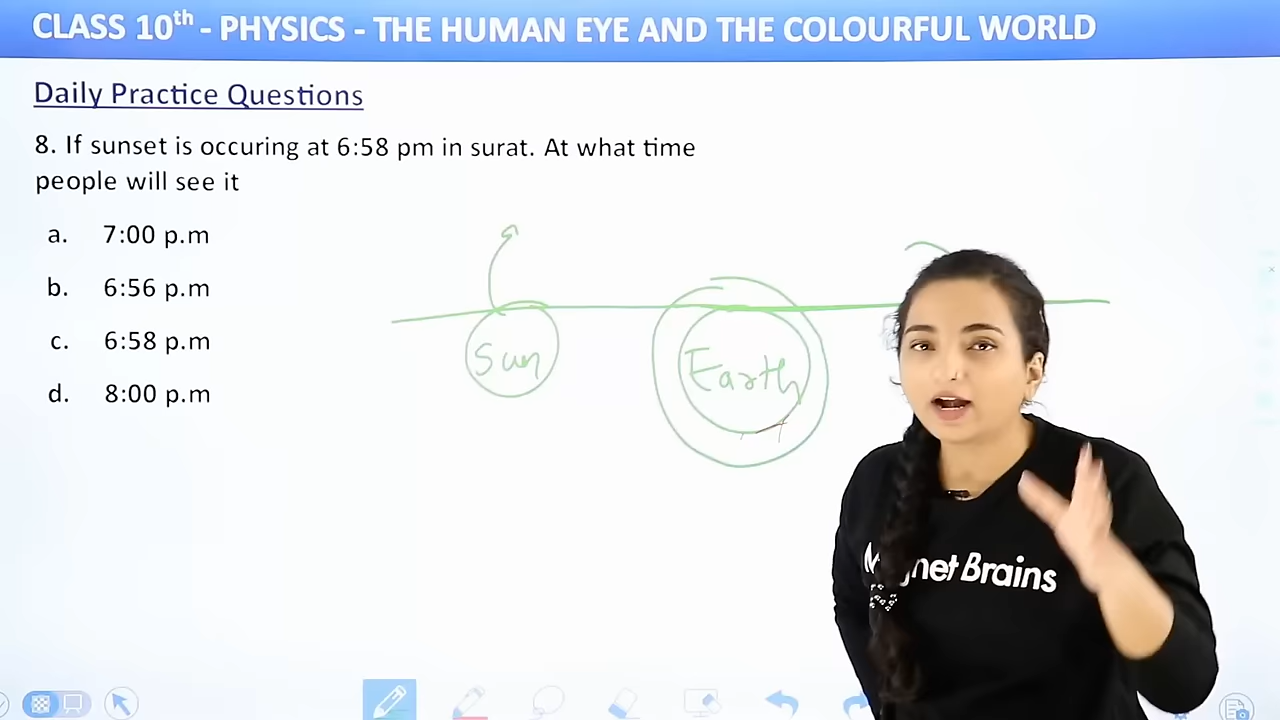 CLASS 10th - PHYSICS - THE HUMAN EYE AND THE COLOURFUL WORLD
Daily Practice Questions
8. If sunset is occuring at 6:58 pm in surat. At what time
people will see it
a. 7:00 p.m
b. 6:56 p.m
c. 6:58 p.m
d. 8:00 p.m
Sun
Earth
Brains